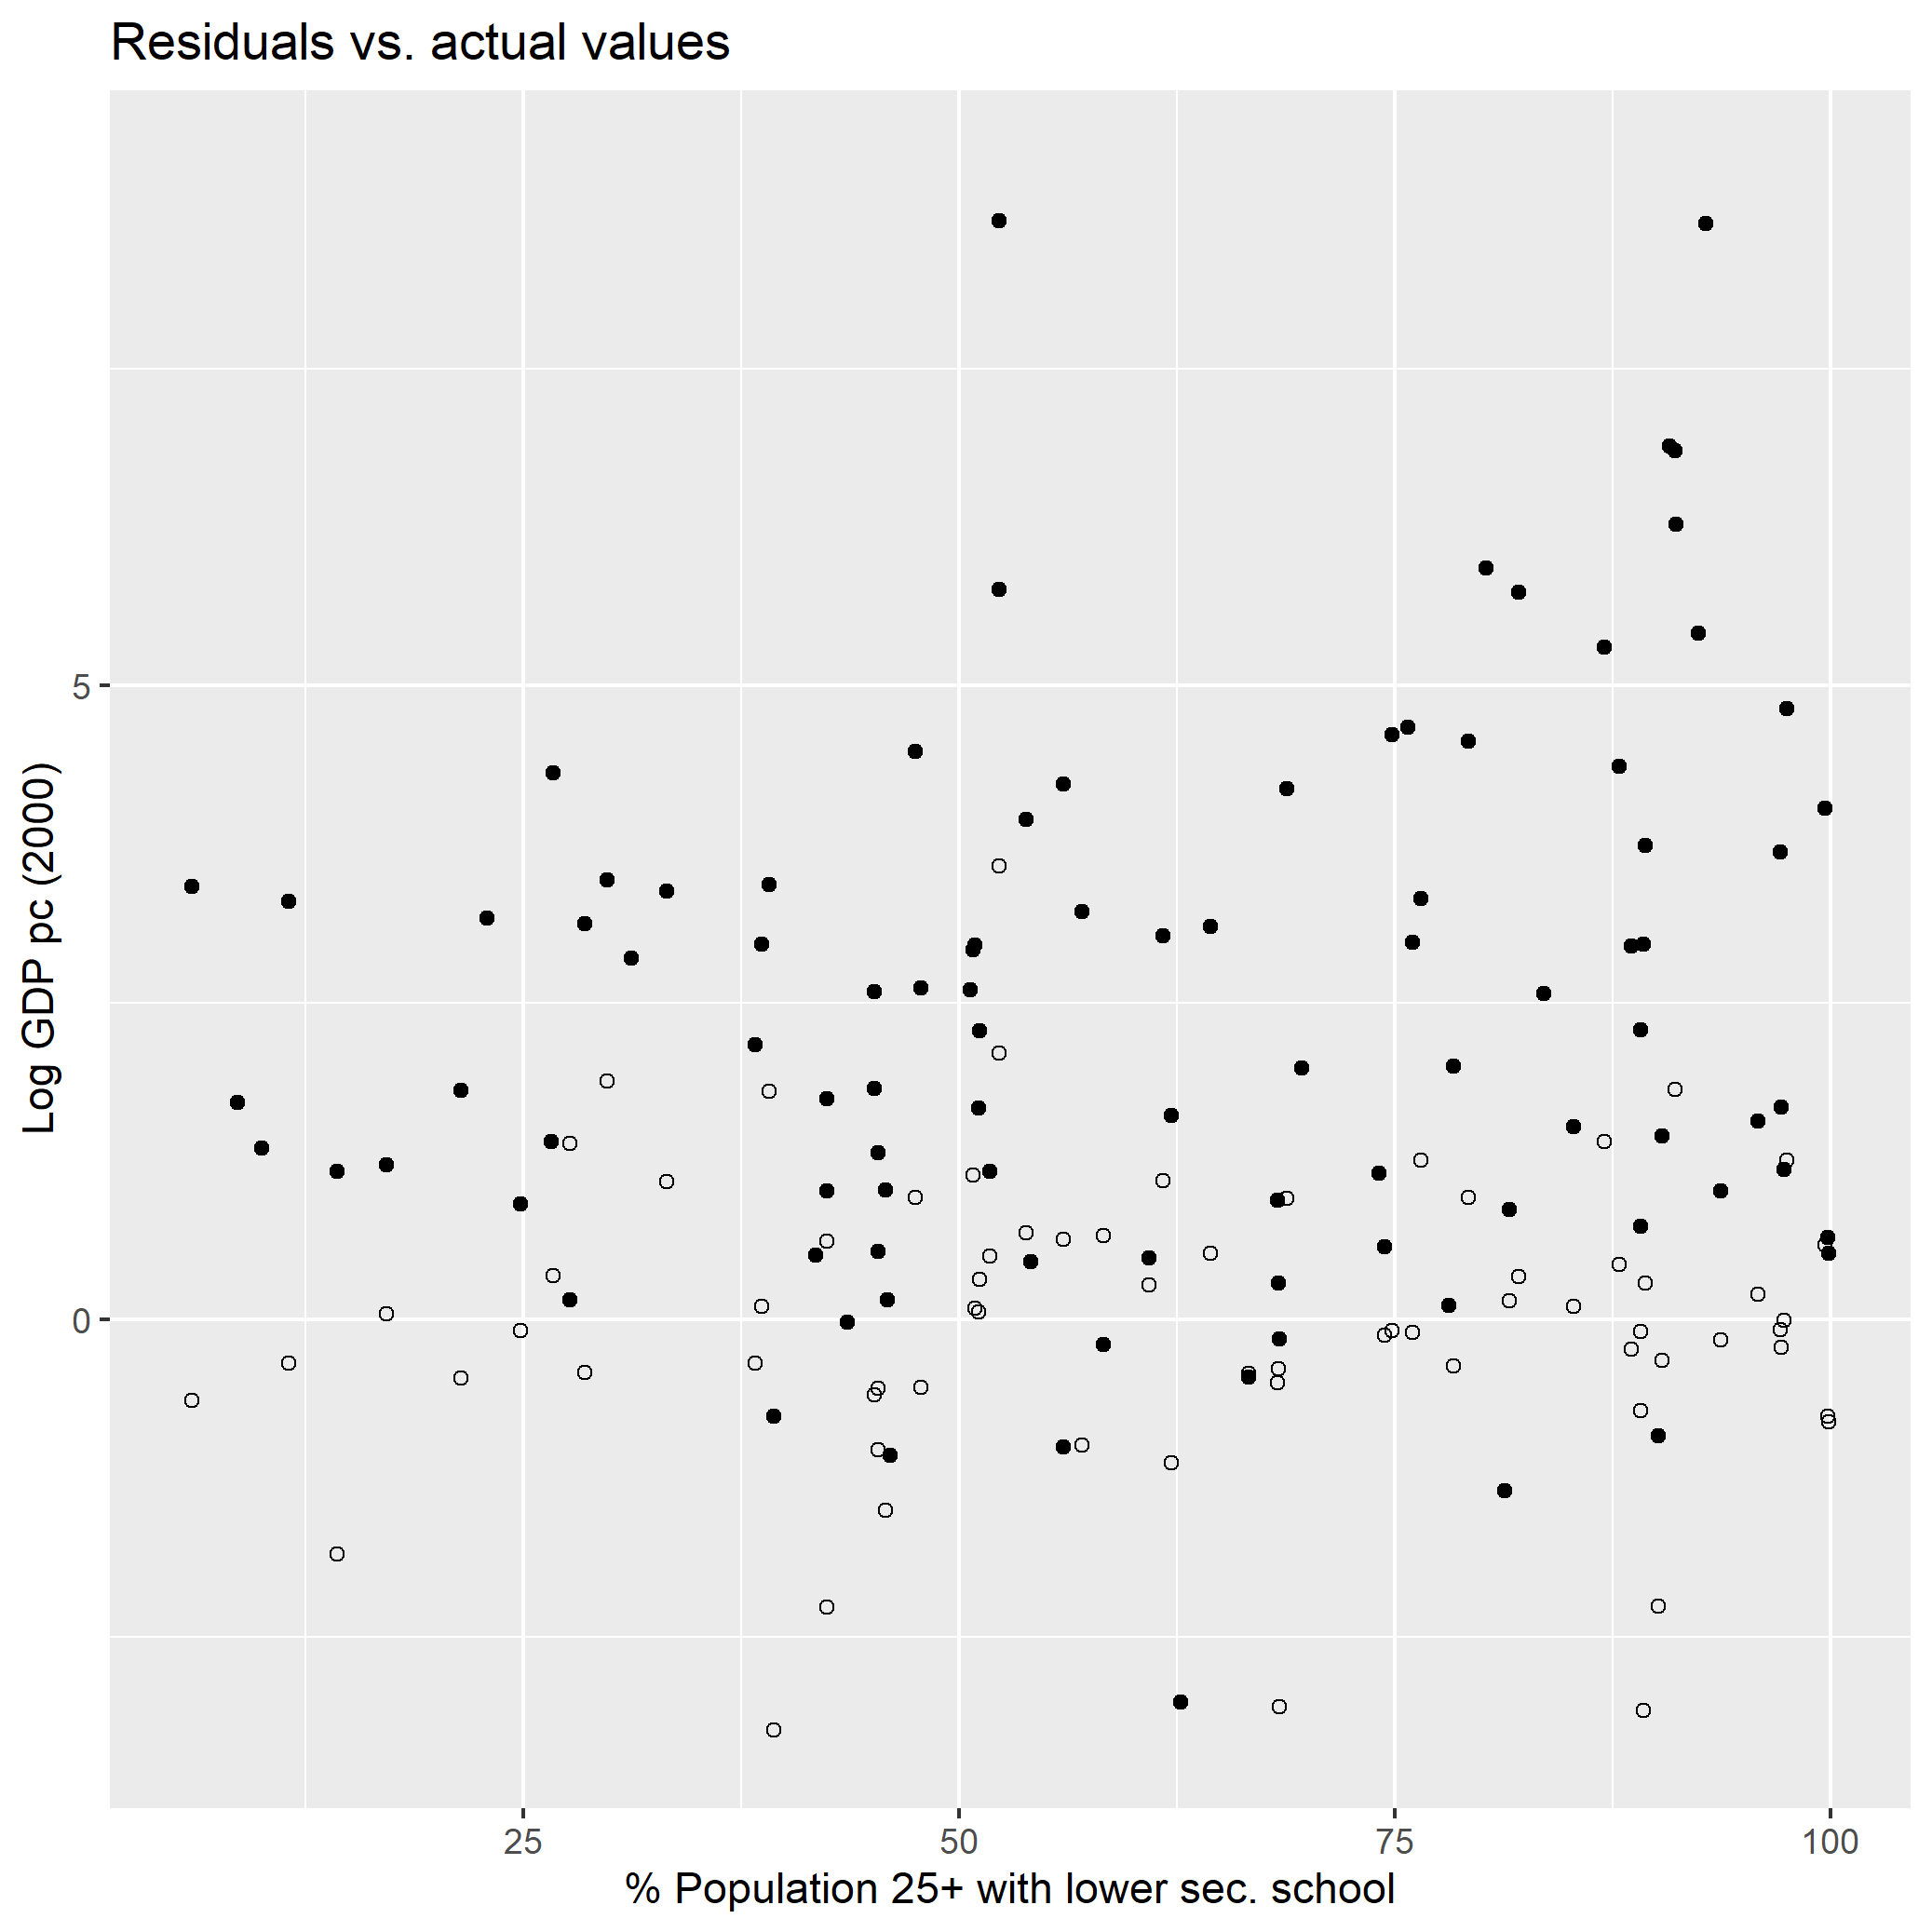 Residuals vs. actual values
Log GDP pc (2000)
5
0
25
50
75
100
% Population 25+ with lower sec. school